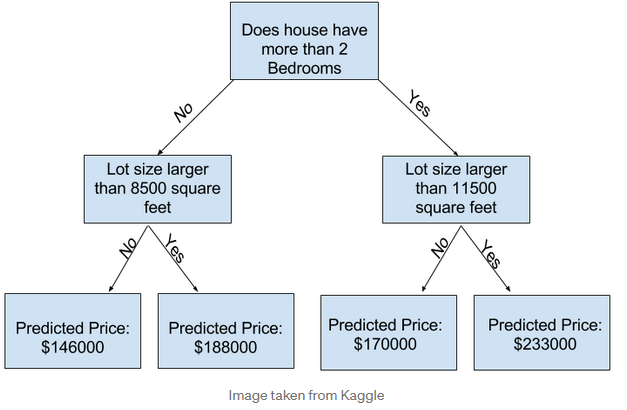 Does house have
more than 2
Bedrooms
No
Yes
Lot size larger
than 8500 square
feet
Lot size larger
than 11500
square feet
No
Yes
No
Yes
Predicted Price:
$146000
Predicted Price:
$188000
Predicted Price:
$170000
Predicted Price:
$233000
Image taken from Kaggle